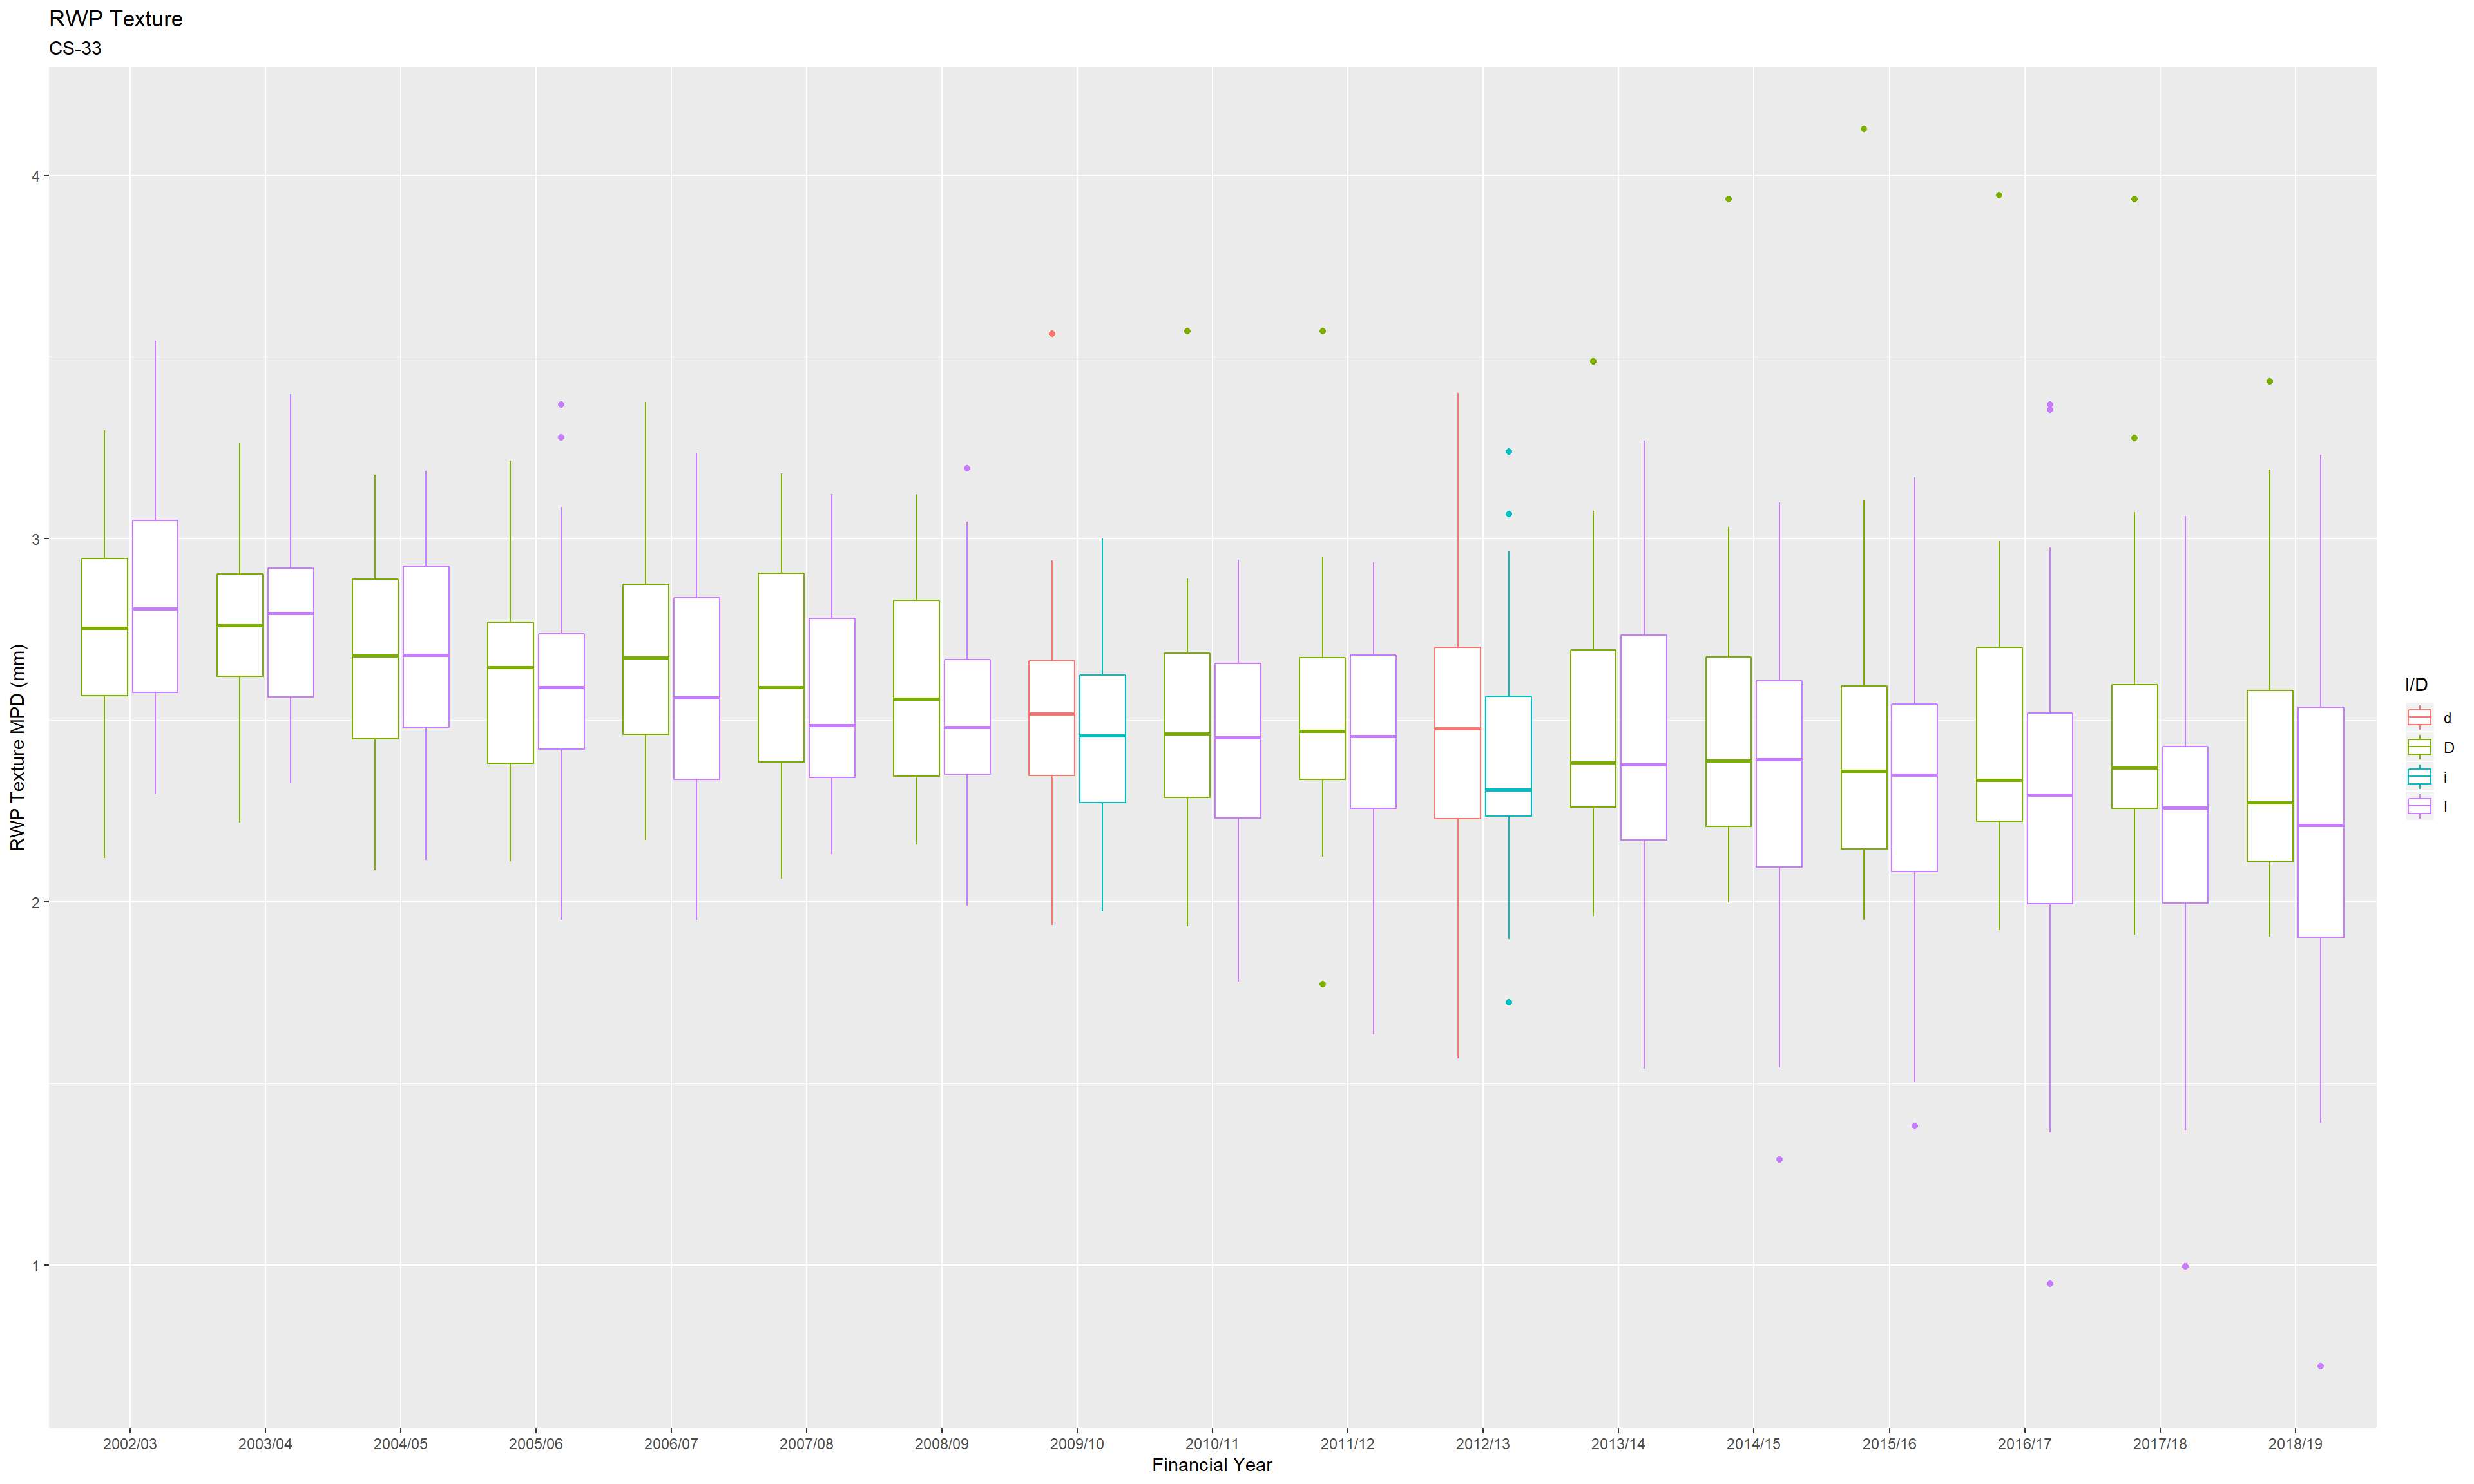 RWP Texture
CS-33
RWP Texture MPD (mm)
4
3
2
1
2002/03 2003/04 2004/05 2005/06 2006/07 2007/08 2008/09 2009/10 2010/11 2011/12 2012/13 2013/14 2014/15 2015/16 2016/17 2017/18 2018/19
Financial Year
I/D
d
D
i
I